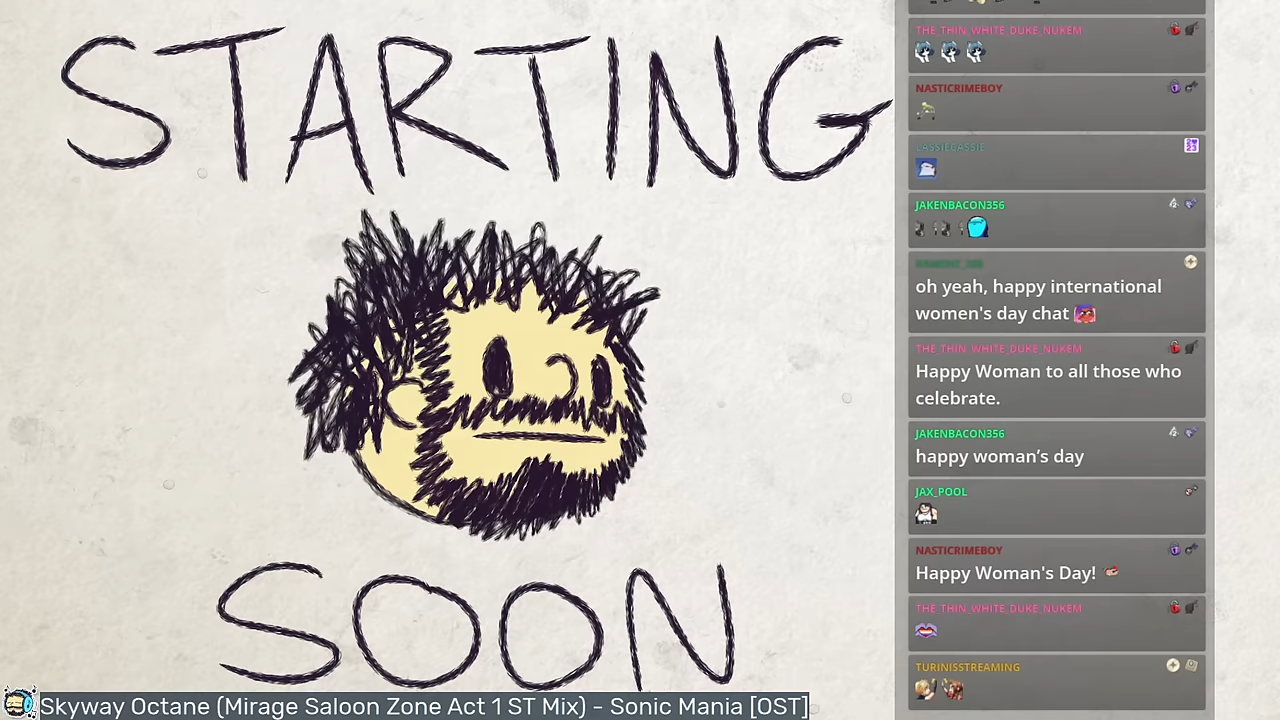 STARTING
SOON
Skyway Octane (Mirage Saloon Zone Act 1 ST Mix) – Sonic Mania [OST]
THE_THIN_WHITE_DUKE_NUKEM
NASTICRIMEBOY
LASSIECASSIE
JAKENBACON356
oh yeah, happy international
women's day chat
THE_THIN_WHITE_DUKE_NUKEM
Happy Woman to all those who
celebrate.
JAKENBACON356
happy woman’s day
JAX_POOL
NASTICRIMEBOY
Happy Woman's Day!
THE_THIN_WHITE_DUKE_NUKEM
TURINISSTREAMING